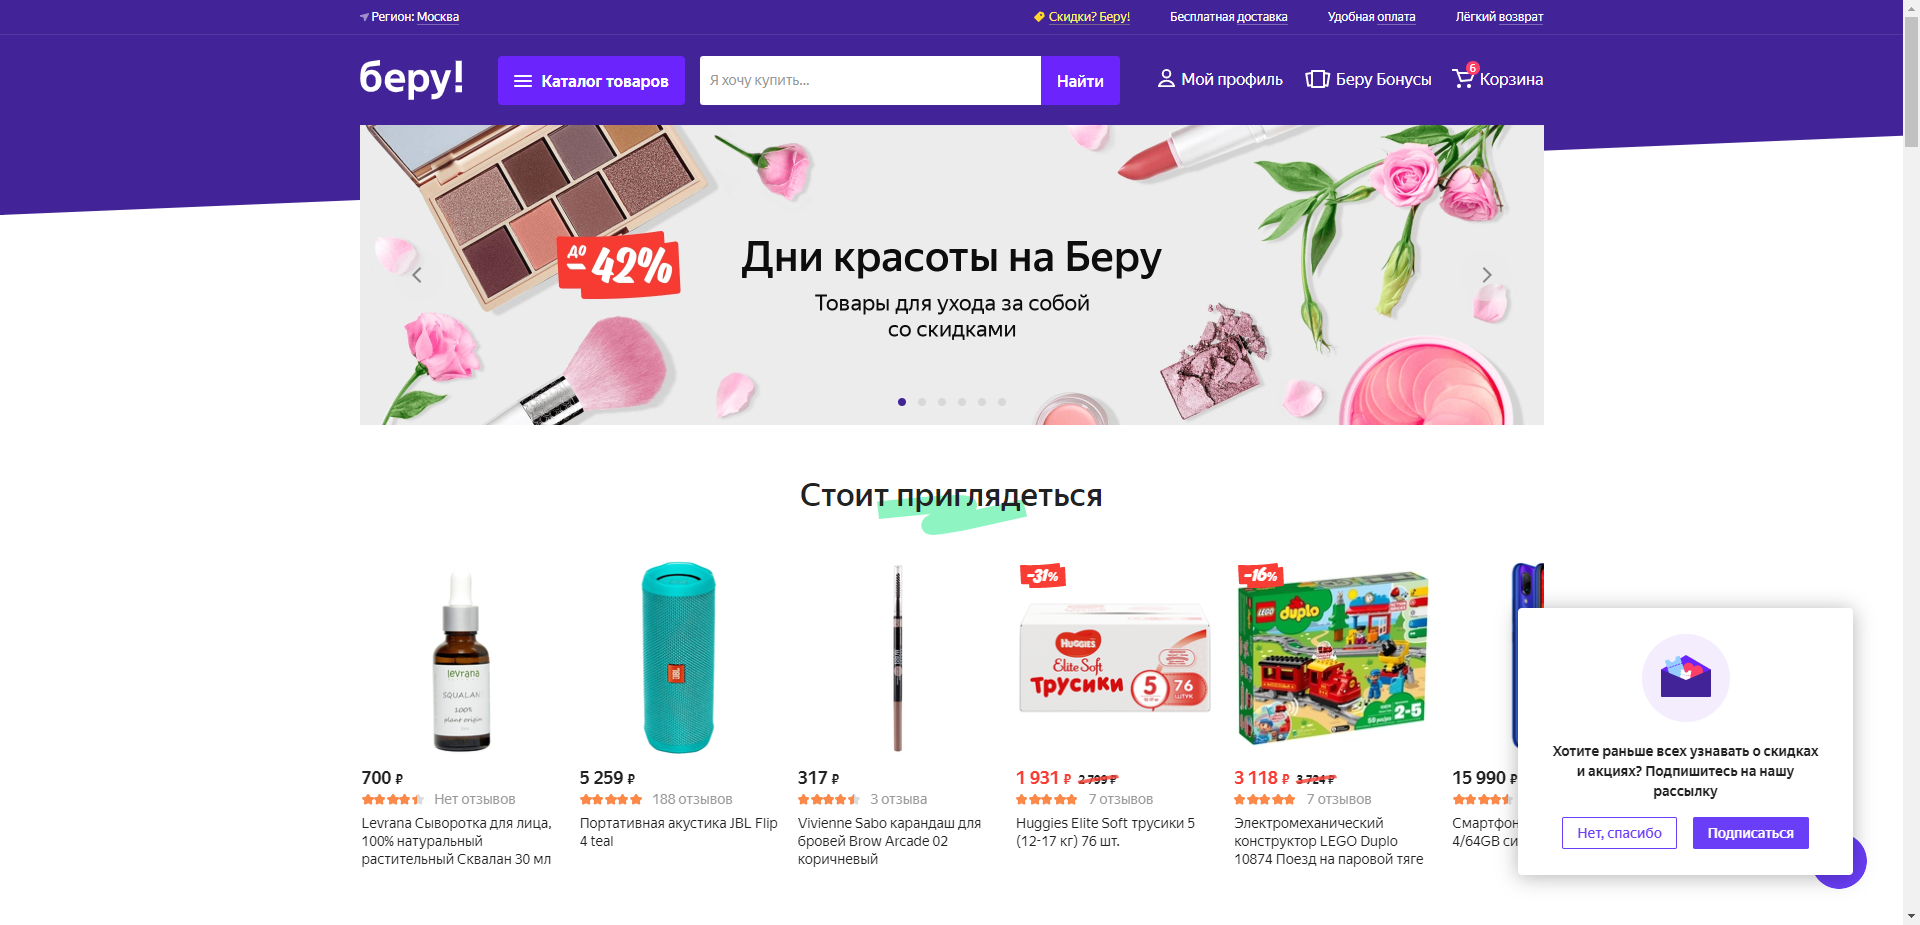 Регион: Москва
Скидки? Беру!
Бесплатная доставка
Удобная оплата
Лёгкий возврат
беру!
Каталог товаров
Я хочу купить...
Найти
Мой профиль
Беру Бонусы
6
Корзина
до
-42%
Дни красоты на Беру
Товары для ухода за собой
со скидками
Стоит приглядеться
levrana
SQUALAN
100%
plant origin
JBL
-31%
HUGGIES
Elite Soft
Трусики
5
76
ШТУК
-16%
LEGO
duplo
2-5
700 ₽
Нет отзывов
Levrana Сыворотка для лица,
100% натуральный
растительный Сквалан 30 мл
5 259 ₽
188 отзывов
Портативная акустика JBL Flip
4 teal
317 ₽
3 отзыва
Vivienne Sabo карандаш для
бровей Brow Arcade 02
коричневый
1 931 ₽ 2 799 ₽
7 отзывов
Huggies Elite Soft трусики 5
(12-17 кг) 76 шт.
3 118 ₽ 3 724 ₽
7 отзывов
Электромеханический
конструктор LEGO Duplo
10874 Поезд на паровой тяге
15 990 ₽
Смартфон
4/64GB си
Хотите раньше всех узнавать о скидках
и акциях? Подпишитесь на нашу
рассылку
Нет, спасибо
Подписаться